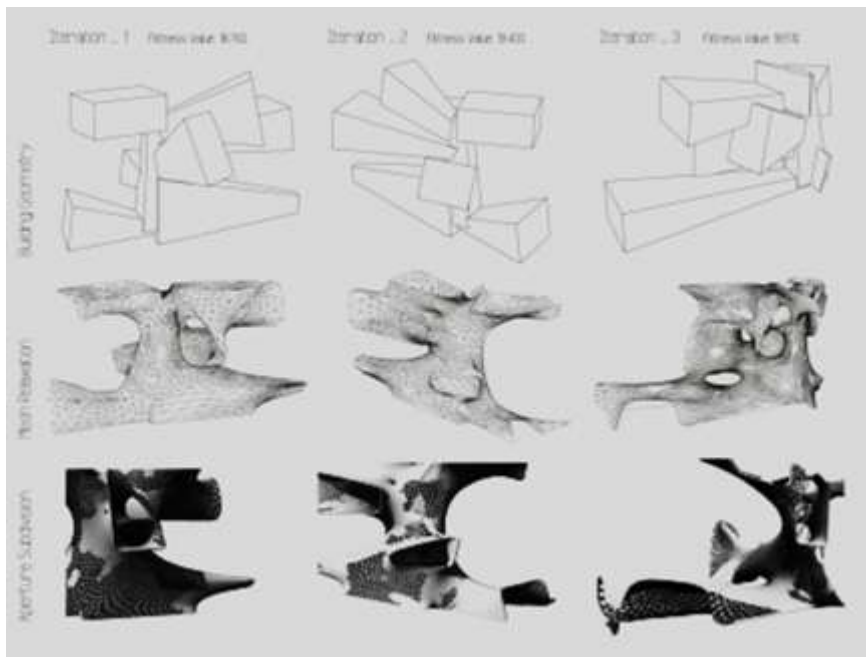 Iteration _ 1 Fitness Value
Iteration _ 2 Fitness Value
Iteration _ 3 Fitness Value
Building Geometry
Mesh Relaxation
Aperture Subdivision